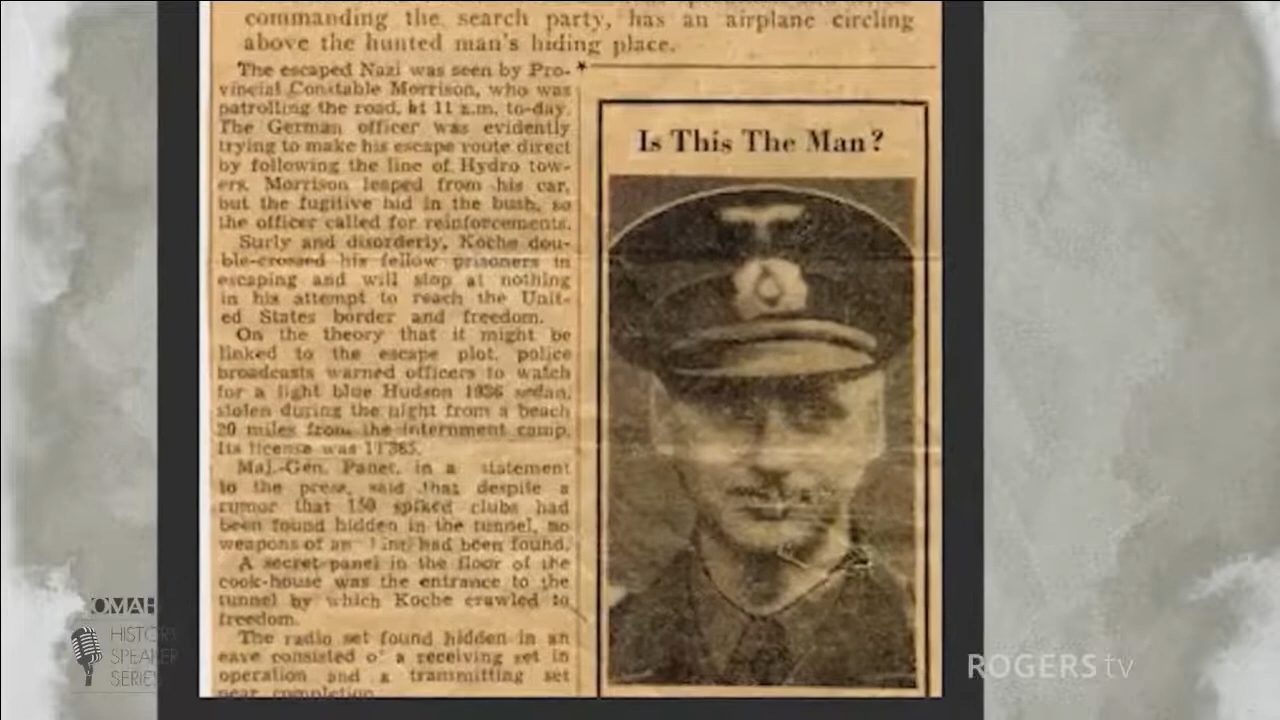 commanding the search party, has an airplane circling
above the hunted man's hiding place.
The escaped Nazi was seen by Pro-
vincial Constable Morrison, who was
patrolling the road, at 11 a.m. to-day.
The German officer was evidently
trying to make his escape route direct
by following the line of Hydro tow-
ers. Morrison leaped from his car,
but the fugitive hid in the bush, so
the officer called for reinforcements.
Surly and disorderly, Koche dou-
ble-crossed his fellow prisoners in
escaping and will stop at nothing
in his attempt to reach the Unit-
ed States border and freedom.
On the theory that it might be
linked to the escape plot, police
broadcasts warned officers to watch
for a light blue Hudson 1936 sedan,
stolen during the night from a beach
20 miles from the internment camp.
Its license was
Maj.-Gen. Panet, in a statement
to the press, said that despite a
rumor that 150 spiked clubs had
been found hidden in the tunnel, no
weapons of had been found.
A secret panel in the floor of the
cook-house was the entrance to the
tunnel by which Koche crawled to
freedom.
The radio set found hidden in an
eave consisted of a receiving set in
operation and a transmitting set
near completion.
Is This The Man?
OMAH
HISTORY
SPEAKER
SERIES
ROGERS tv